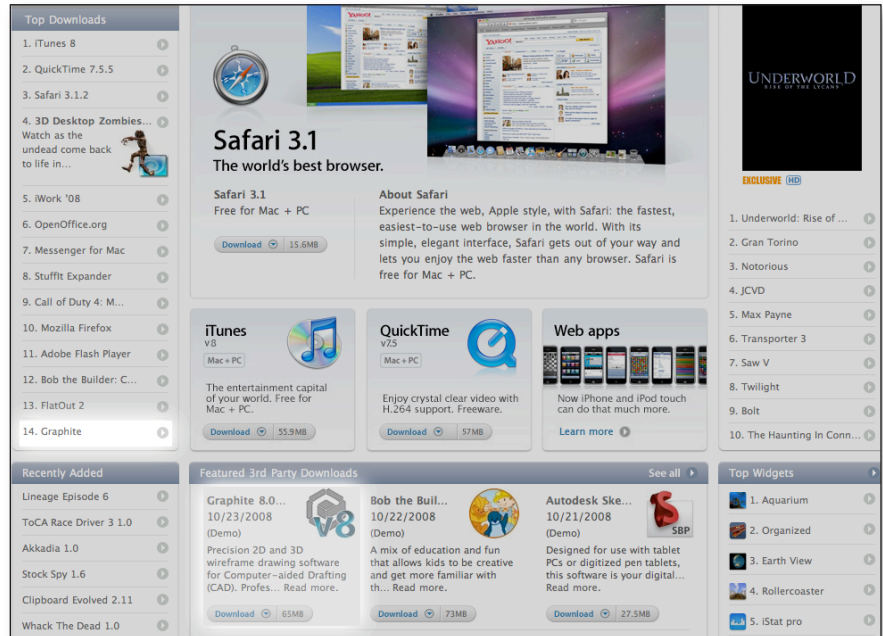 Top Downloads
1. iTunes 8
2. QuickTime 7.5.5
3. Safari 3.1.2
4. 3D Desktop Zombies...
Watch as the
undead come back
to life in...
5. iWork '08
6. OpenOffice.org
7. Messenger for Mac
8. StuffIt Expander
9. Call of Duty 4: M...
10. Mozilla Firefox
11. Adobe Flash Player
12. Bob the Builder: C...
13. FlatOut 2
14. Graphite
Recently Added
Lineage Episode 6
ToCA Race Driver 3 1.0
Akkadia 1.0
Stock Spy 1.6
Clipboard Evolved 2.11
Whack The Dead 1.0
YAHOO!
YAHOO!
Safari 3.1
The world's best browser.
Safari 3.1
Free for Mac + PC
Download 15.6MB
About Safari
Experience the web, Apple style, with Safari: the fastest,
easiest-to-use web browser in the world. With its
simple, elegant interface, Safari gets out of your way and
lets you enjoy the web faster than any browser. Safari is
free for Mac + PC.
iTunes
v8
Mac + PC
The entertainment capital
of your world. Free for
Mac + PC.
Download 55.9MB
QuickTime
v7.5
Mac + PC
Enjoy crystal clear video with
H.264 support. Freeware.
Download 57MB
Web apps
Now iPhone and iPod touch
can do that much more.
Learn more
Featured 3rd Party Downloads
See all
Graphite 8.0...
10/23/2008
(Demo)
V8
Precision 2D and 3D
wireframe drawing software
for Computer-aided Drafting
(CAD). Profes... Read more.
Download 65MB
Bob the Buil...
10/22/2008
(Demo)
A mix of education and fun
that allows kids to be creative
and get more familiar with
th... Read more.
Download 73MB
Autodesk Ske...
10/21/2008
(Demo)
SBP
Designed for use with tablet
PCs or digitized pen tablets,
this software is your digital...
Read more.
Download 27.5MB
UNDERWORLD
RISE OF THE LYCANS
EXCLUSIVE HD
1. Underworld: Rise of ...
2. Gran Torino
3. Notorious
4. JCVD
5. Max Payne
6. Transporter 3
7. Saw V
8. Twilight
9. Bolt
10. The Haunting In Conn...
Top Widgets
1. Aquarium
2. Organized
3. Earth View
4. Rollercoaster
5. iStat pro